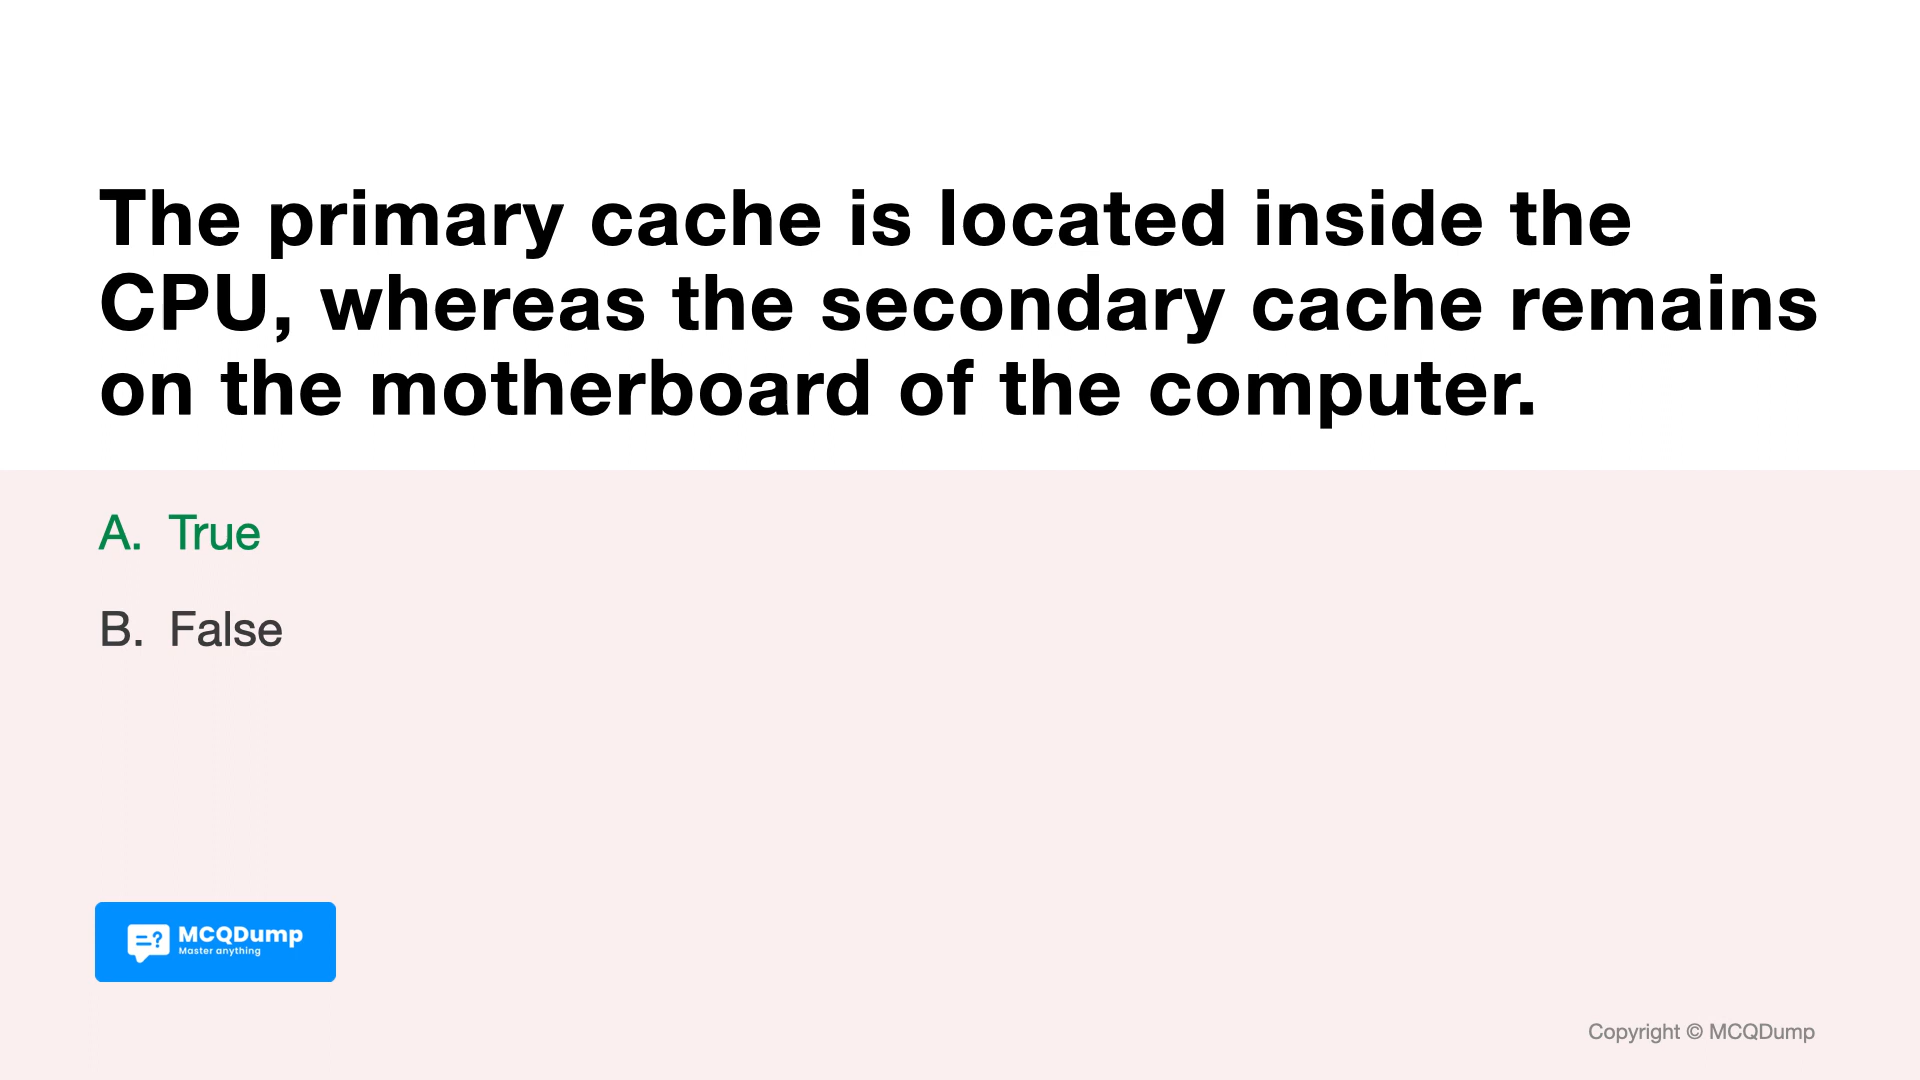 The primary cache is located inside the
CPU, whereas the secondary cache remains
on the motherboard of the computer.
A. True
B. False
=? MCQDump
Master anything
Copyright © MCQDump